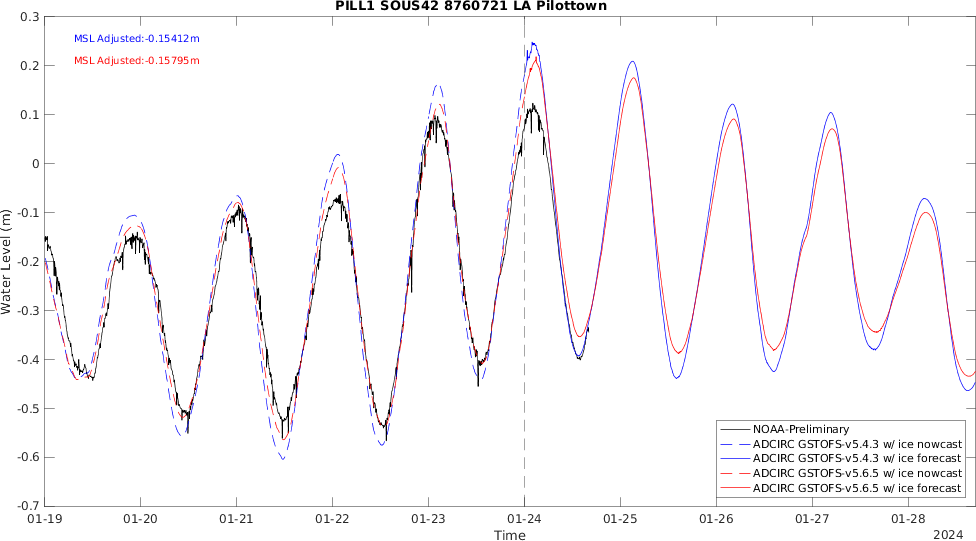 PILL1 SOUS42 8760721 LA Pilottown
MSL Adjusted:-0.15412m
MSL Adjusted:-0.15795m
Water Level (m)
0.3
0.2
0.1
0
-0.1
-0.2
-0.3
-0.4
-0.5
-0.6
-0.7
NOAA-Preliminary
ADCIRC GSTOFS-v5.4.3 w/ ice nowcast
ADCIRC GSTOFS-v5.4.3 w/ ice forecast
ADCIRC GSTOFS-v5.6.5 w/ ice nowcast
ADCIRC GSTOFS-v5.6.5 w/ ice forecast
01-19 01-20 01-21 01-22 01-23 01-24 01-25 01-26 01-27 01-28
Time
2024